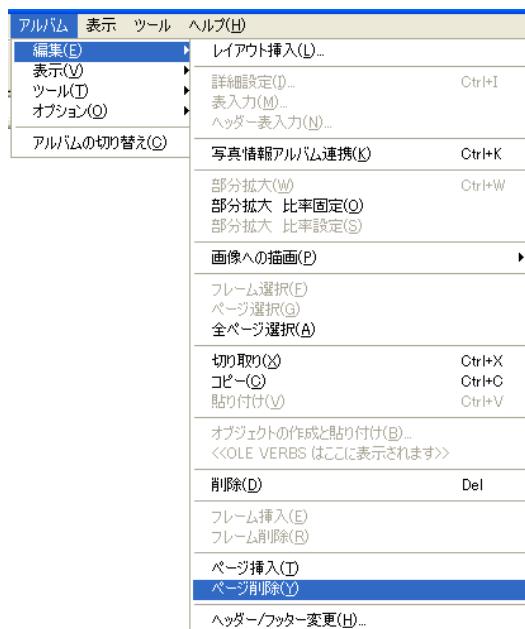 アルバム 表示 ツール ヘルプ(H)
編集(E)
表示(V)
ツール(T)
オプション(O)
アルバムの切り替え(C)
レイアウト挿入(L)...
詳細設定(I)... Ctrl+I
表入力(M)...
ヘッダー表入力(N)...
写真情報アルバム連携(K) Ctrl+K
部分拡大(W) Ctrl+W
部分拡大 比率固定(O)
部分拡大 比率設定(S)
画像への描画(P)
フレーム選択(F)
ページ選択(G)
全ページ選択(A)
切り取り(X) Ctrl+X
コピー(C) Ctrl+C
貼り付け(V) Ctrl+V
オブジェクトの作成と貼り付け(B)...
<<OLE VERBS はここに表示されます>>
削除(D) Del
フレーム挿入(E)
フレーム削除(R)
ページ挿入(T)
ページ削除(Y)
ヘッダー/フッター変更(H)...